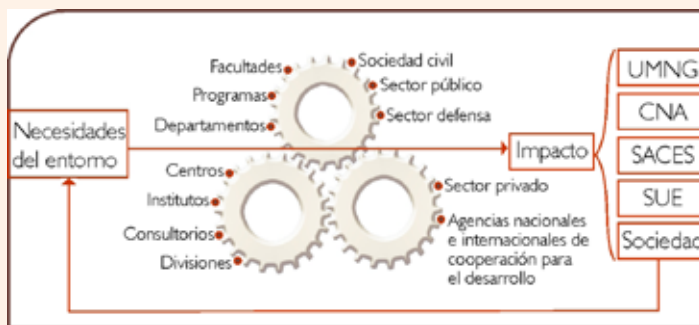 Necesidades
del entorno
Facultades
Programas
Departamentos
Centros
Institutos
Consultorios
Divisiones
Sociedad civil
Sector público
Sector defensa
Sector privado
Agencias nacionales
e internacionales de
cooperación para
el desarrollo
Impacto
UMNG
CNA
SACES
SUE
Sociedad